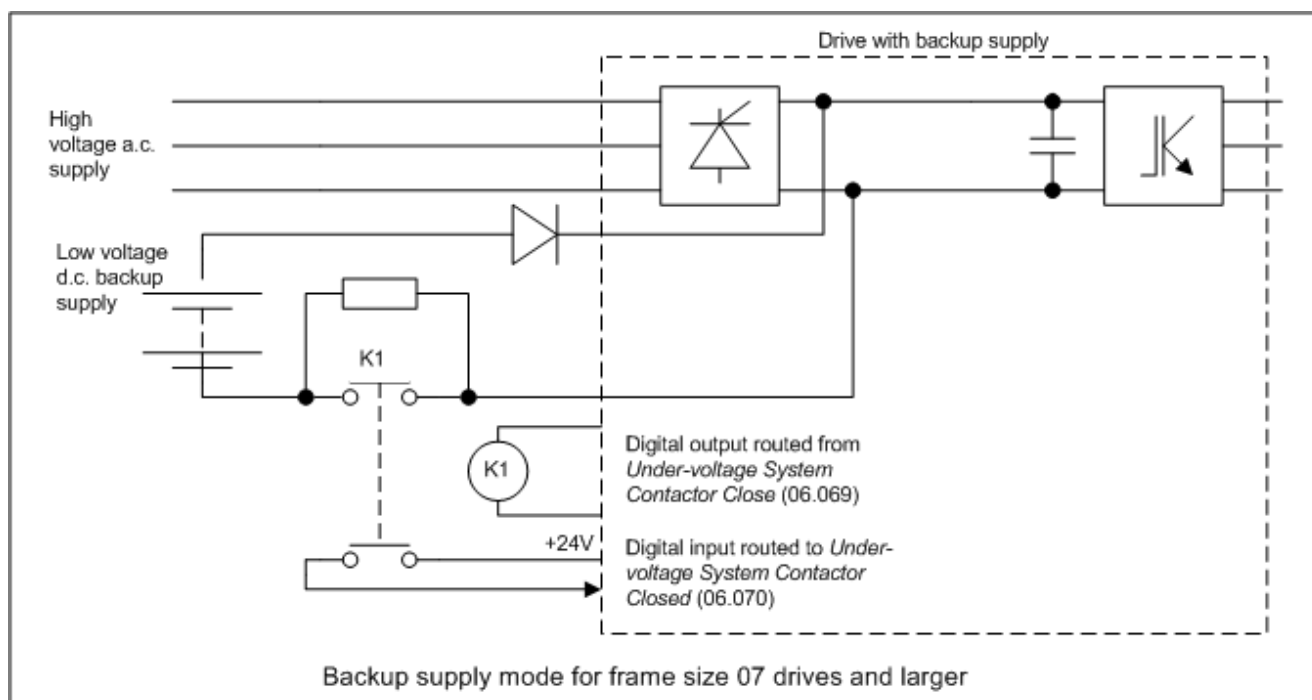 Drive with backup supply
High
voltage a.c.
supply
Low voltage
d.c. backup
supply
K1
K1
Digital output routed from
Under-voltage System
Contactor Close (06.069)
+24V
Digital input routed to Under-
voltage System Contactor
Closed (06.070)
Backup supply mode for frame size 07 drives and larger